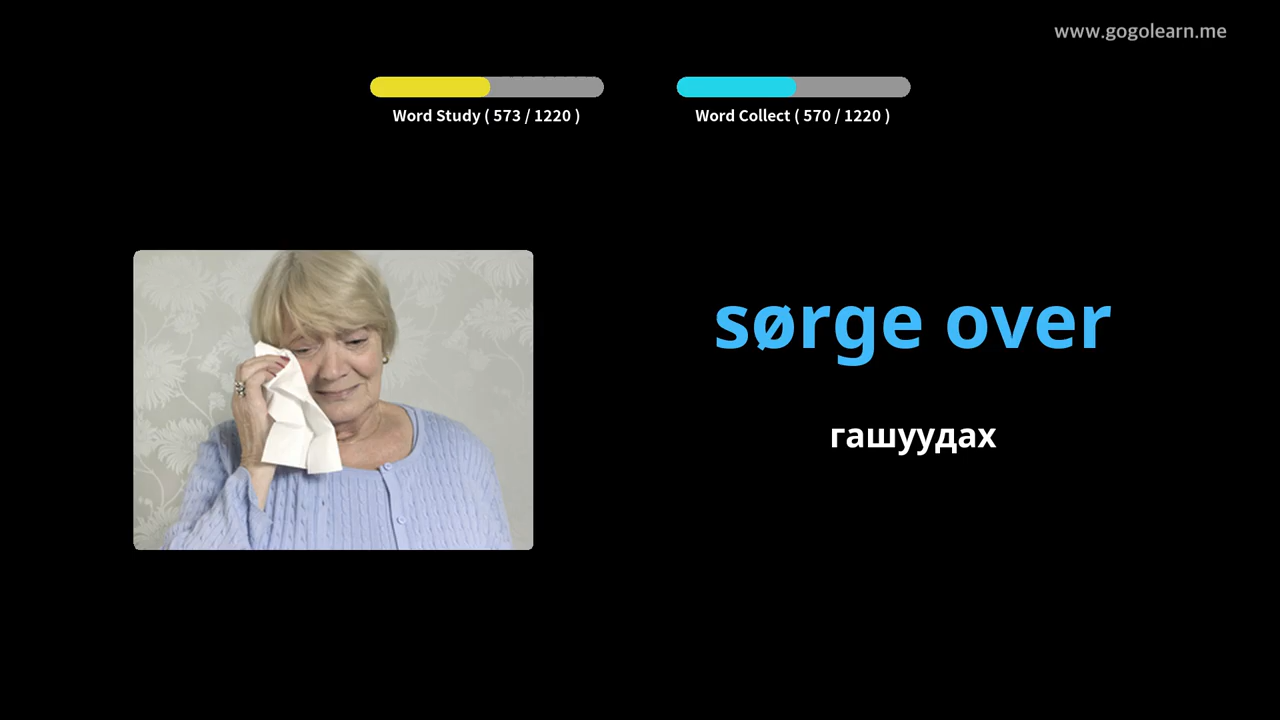 www.gogolearn.me
Word Study ( 573 / 1220 )
Word Collect ( 570 / 1220 )
sørge over
гашуудах